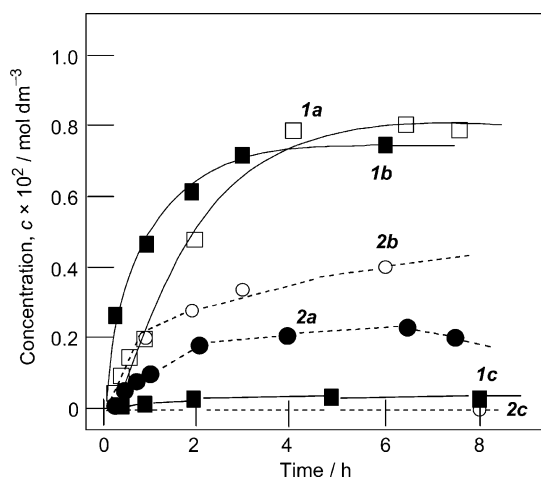 1.0
0.8
0.6
0.4
0.2
0
Concentration, c × 10² / mol dm⁻³
1a
1b
2b
2a
1c
2c
0 2 4 6 8
Time / h